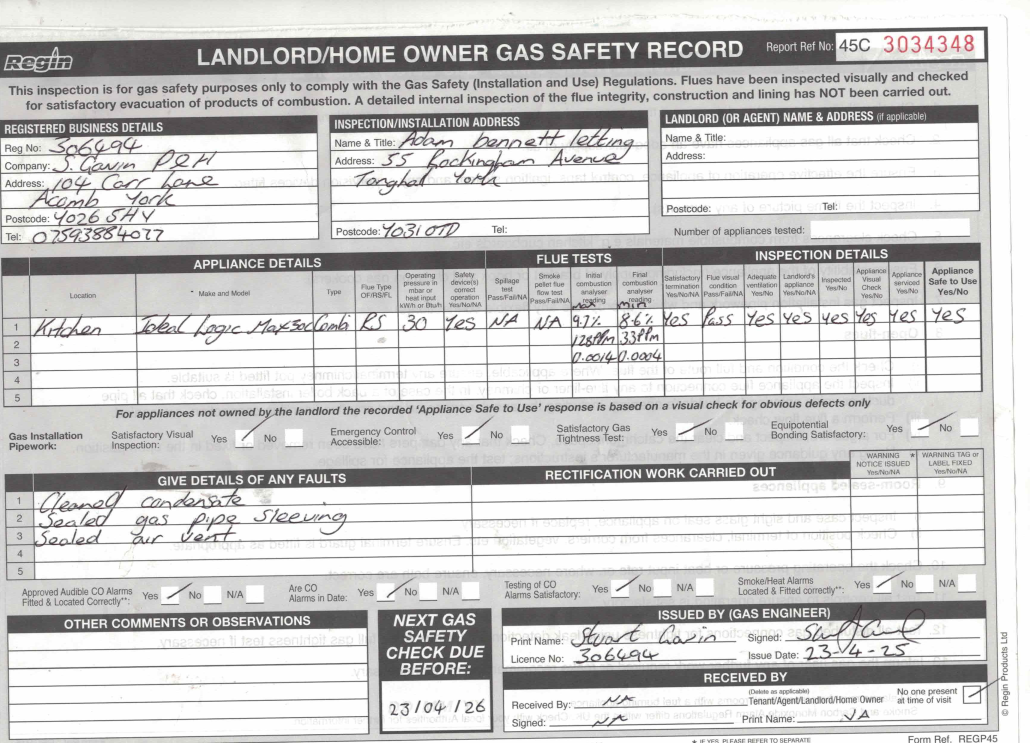 Regin
LANDLORD/HOME OWNER GAS SAFETY RECORD
Report Ref No: 45C 3034348
This inspection is for gas safety purposes only to comply with the Gas Safety (Installation and Use) Regulations. Flues have been inspected visually and checked
for satisfactory evacuation of products of combustion. A detailed internal inspection of the flue integrity, construction and lining has NOT been carried out.
REGISTERED BUSINESS DETAILS
Reg No: 306494
Company: S. Gavin P&H
Address: 104 Carr Lane
Acomb York
Postcode: YO26 5HY
Tel: 07593884077
INSPECTION/INSTALLATION ADDRESS
Name & Title: Adam bennett letting
Address: 55 Rockingham Avenue
Tanghall York
Postcode: YO31 0TD Tel:
LANDLORD (OR AGENT) NAME & ADDRESS (if applicable)
Name & Title:
Address:
Postcode: Tel:
Number of appliances tested:
APPLIANCE DETAILS FLUE TESTS INSPECTION DETAILS
Location
Make and Model
Type
Flue Type OF/RS/FL
Operating pressure in mbar or heat input kW/h or Btu/h
Safety device(s) correct operation Yes/No/NA
Spillage test Pass/Fail/NA
Smoke pellet flue flow test Pass/Fail/NA
Initial combustion analyser reading max
Final combustion analyser reading min
Satisfactory termination Yes/No/NA
Flue visual condition Pass/Fail/NA
Adequate ventilation Yes/No
Landlord's appliance Yes/No/NA
Inspected Yes/No
Appliance Visual Check Yes/No
Appliance serviced Yes/No
Appliance Safe to Use Yes/No
1 Kitchen Ideal Logic Max 30c Combi RS 30 Yes NA NA 9.7% 8.6% Yes Pass Yes Yes Yes Yes Yes Yes
2 128PPm 33PPm
3 0.0014 0.0004
4
5
For appliances not owned by the landlord the recorded 'Appliance Safe to Use' response is based on a visual check for obvious defects only
Gas Installation Pipework: Satisfactory Visual Inspection: Yes No Emergency Control Accessible: Yes No Satisfactory Gas Tightness Test: Yes No Equipotential Bonding Satisfactory: Yes No
GIVE DETAILS OF ANY FAULTS
RECTIFICATION WORK CARRIED OUT
WARNING * NOTICE ISSUED Yes/No/NA
WARNING TAG or LABEL FIXED Yes/No/NA
1 Cleaned condensate
2 Sealed gas pipe sleeving
3 Sealed air vent
4
5
Approved Audible CO Alarms Fitted & Located Correctly**: Yes No N/A Are CO Alarms in Date: Yes No N/A Testing of CO Alarms Satisfactory: Yes No N/A Smoke/Heat Alarms Located & Fitted correctly**: Yes No N/A
OTHER COMMENTS OR OBSERVATIONS
NEXT GAS
SAFETY
CHECK DUE
BEFORE:
23/04/26
ISSUED BY (GAS ENGINEER)
Print Name: Stuart Gavin Signed:
Licence No: 306494 Issue Date: 23-4-25
RECEIVED BY
(Delete as applicable)
Received By: NA Tenant/Agent/Landlord/Home Owner No one present at time of visit
Signed: NA Print Name: NA
© Regin Products Ltd
* IF YES, PLEASE REFER TO SEPARATE
Form Ref. REGP45